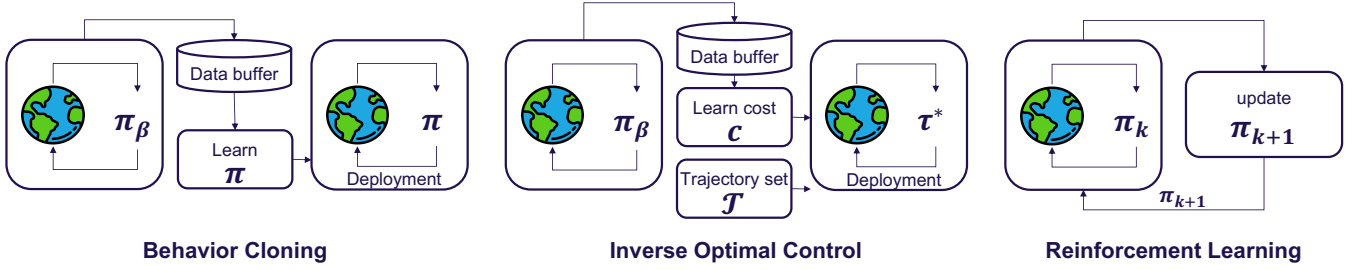 Data buffer
π_β
Learn
π
π
Deployment
Behavior Cloning
Data buffer
π_β
Learn cost
c
Trajectory set
𝒯
τ*
Deployment
Inverse Optimal Control
π_k
update
π_{k+1}
π_{k+1}
Reinforcement Learning